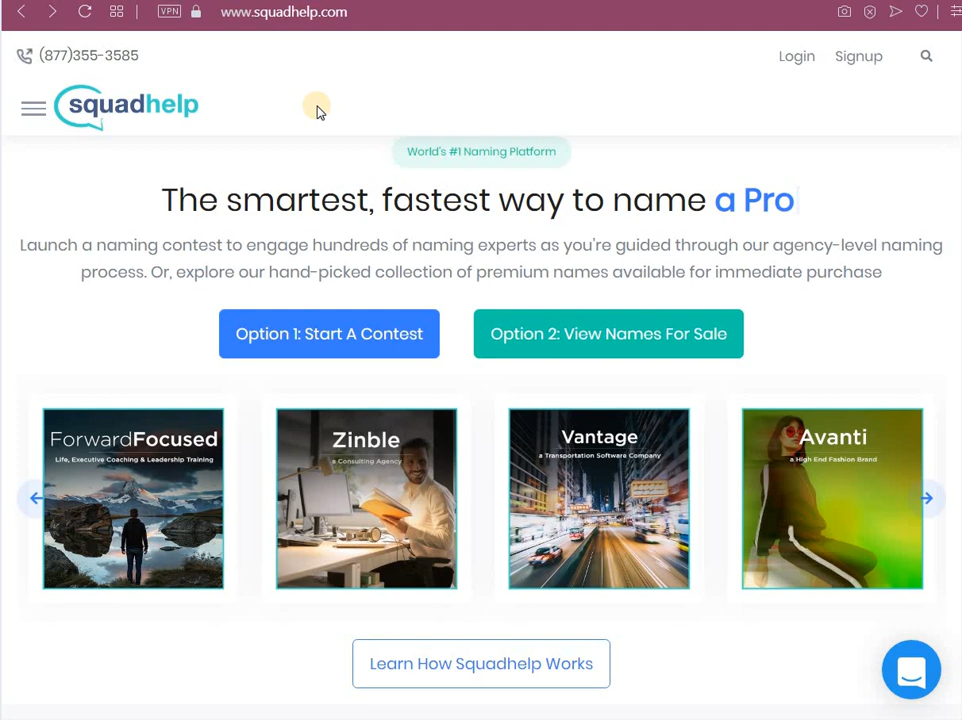 VPN
www.squadhelp.com
(877)355-3585
Login
Signup
squadhelp
World's #1 Naming Platform
The smartest, fastest way to name a Pro
Launch a naming contest to engage hundreds of naming experts as you're guided through our agency-level naming
process. Or, explore our hand-picked collection of premium names available for immediate purchase
Option 1: Start A Contest
Option 2: View Names For Sale
ForwardFocused
Life, Executive Coaching & Leadership Training
Zinble
a Consulting Agency
Vantage
a Transportation Software Company
Avanti
a High End Fashion Brand
Learn How Squadhelp Works